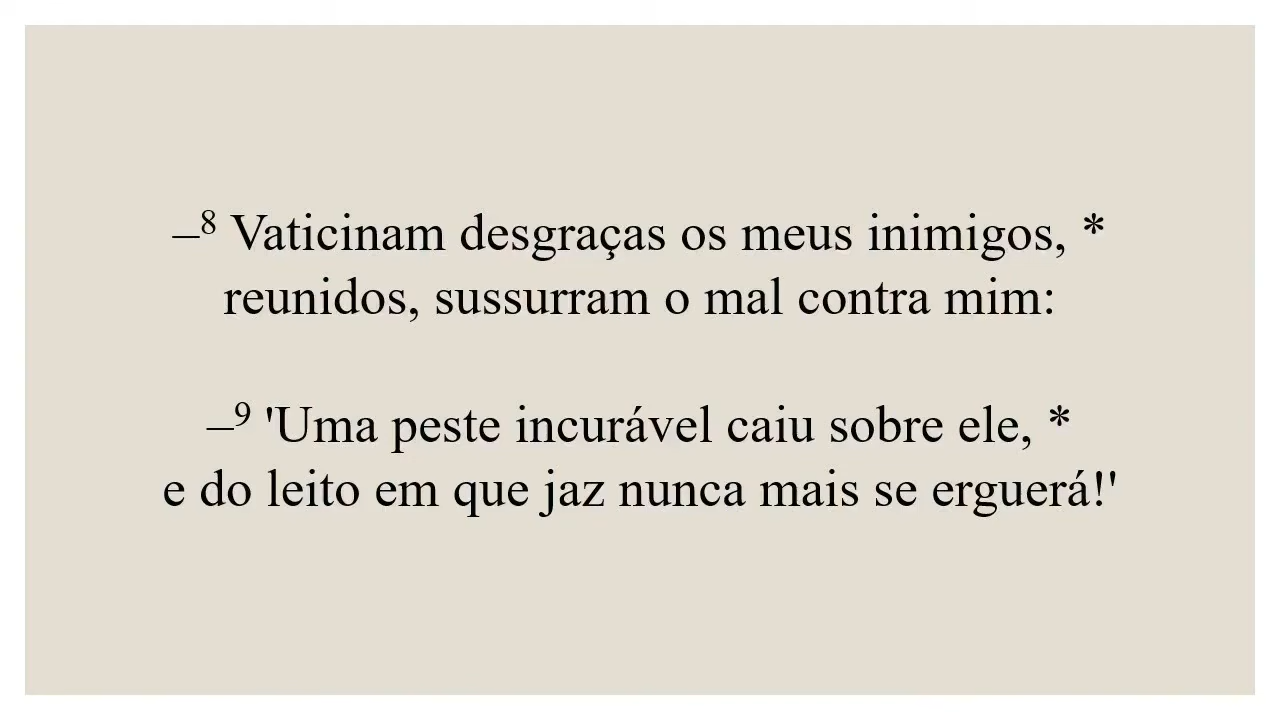 –⁸ Vaticinam desgraças os meus inimigos, *
reunidos, sussurram o mal contra mim:
–⁹ 'Uma peste incurável caiu sobre ele, *
e do leito em que jaz nunca mais se erguerá!'